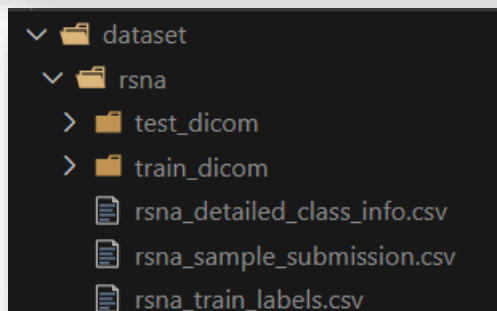 dataset
rsna
test_dicom
train_dicom
rsna_detailed_class_info.csv
rsna_sample_submission.csv
rsna_train_labels.csv